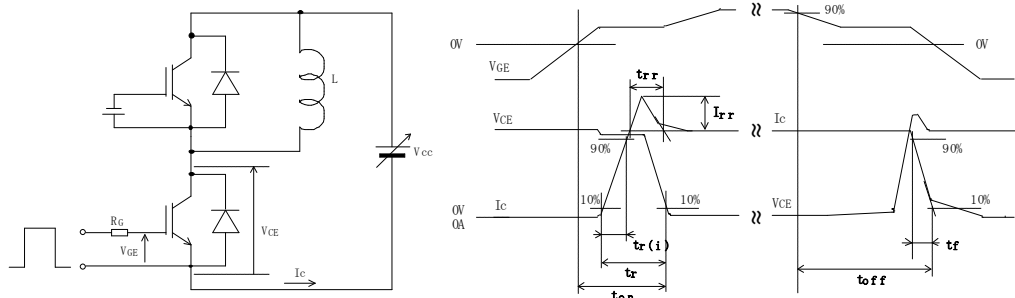 L
Vcc
RG
VGE
VCE
Ic
0V
VGE
trr
Irr
VCE
90%
10%
10%
Ic
0V
0A
tr(i)
tr
ton
90%
0V
Ic
90%
VCE
10%
tf
toff